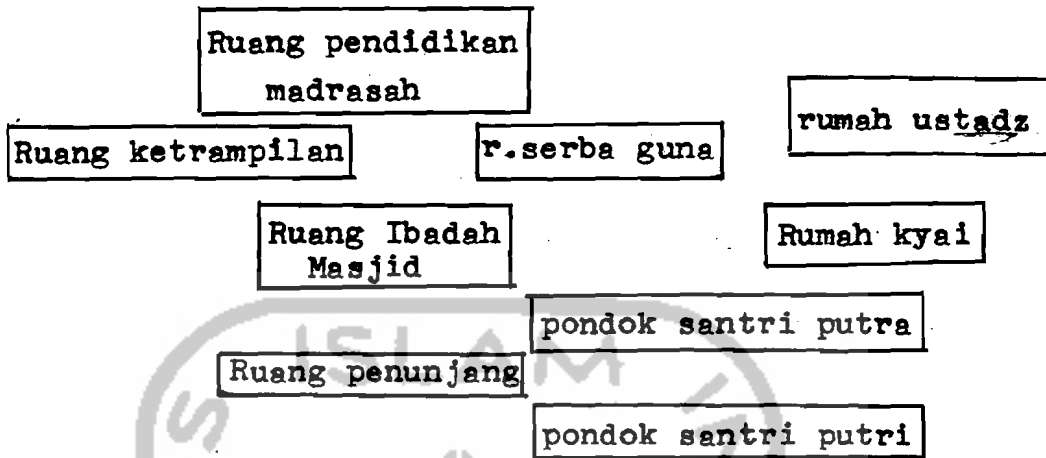 Ruang pendidikan
madrasah
rumah ustadz
Ruang ketrampilan
r.serba guna
Ruang Ibadah
Masjid
Rumah kyai
pondok santri putra
Ruang penunjang
pondok santri putri
ISLAM